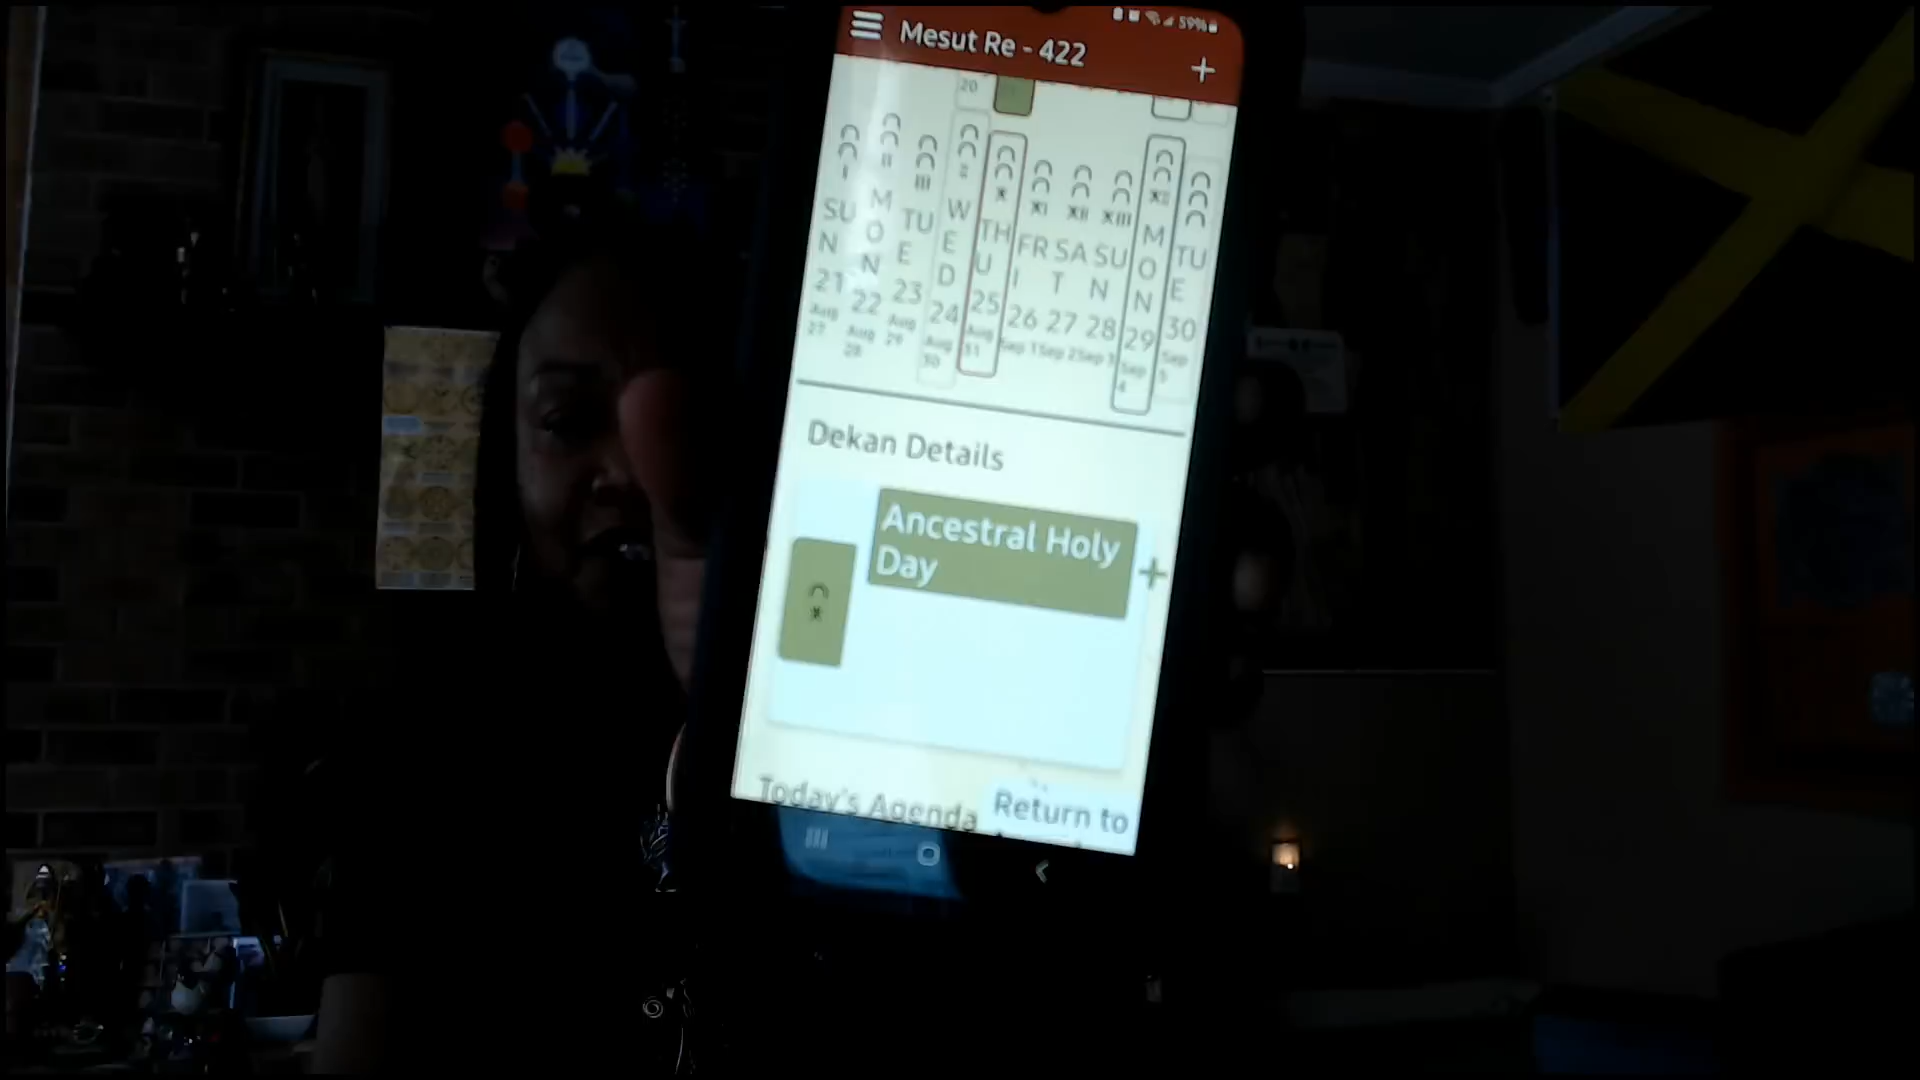 59%
Mesut Re - 422
+
20
SUN MON TUE WED THU FRI SAT SUN MON TUE
21 22 23 24 25 26 27 28 29 30
Aug 27 Aug 28 Aug 29 Aug 30 Aug 31 Sep 1 Sep 2 Sep 3 Sep 4 Sep 5
Dekan Details
Ancestral Holy
Day
+
Today's Agenda
Return to